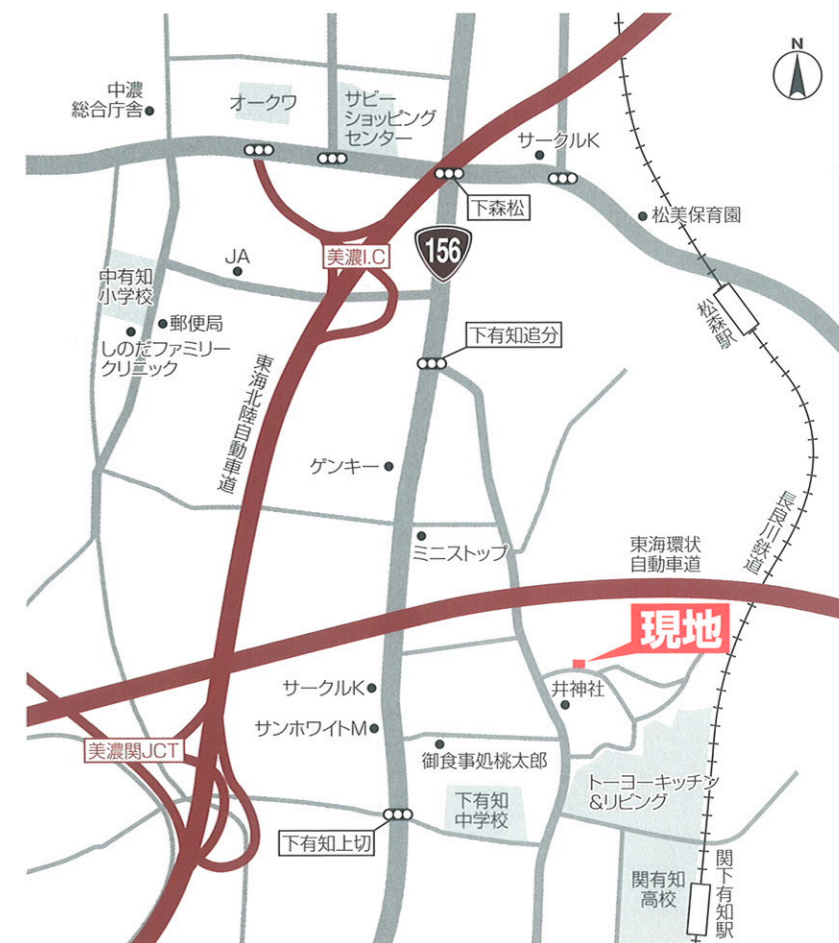 N
中濃
総合庁舎
オークワ
サビー
ショッピング
センター
サークルK
下森松
松美保育園
156
美濃I.C
JA
中有知
小学校
郵便局
しのだファミリー
クリニック
下有知追分
松森駅
東海北陸自動車道
ゲンキー
ミニストップ
長良川鉄道
東海環状
自動車道
現地
サークルK
井神社
サンホワイトM
美濃関JCT
御食事処桃太郎
トーヨーキッチン
&リビング
下有知
中学校
下有知上切
関有知
高校
関下有知駅